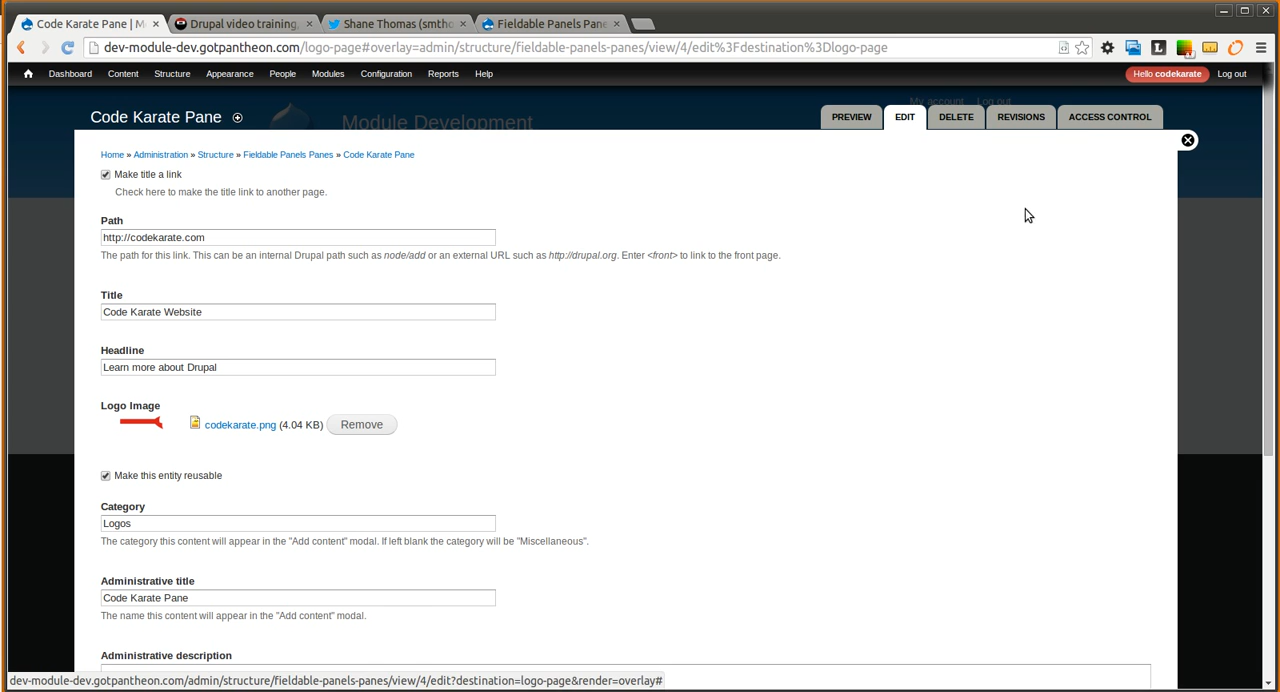 Code Karate Pane | M
Drupal video training,
Shane Thomas (smtho
Fieldable Panels Pane
dev-module-dev.gotpantheon.com/logo-page#overlay=admin/structure/fieldable-panels-panes/view/4/edit%3Fdestination%3Dlogo-page
Dashboard Content Structure Appearance People Modules Configuration Reports Help Hello codekarate Log out
My account Log out
Code Karate Pane
Module Development
PREVIEW EDIT DELETE REVISIONS ACCESS CONTROL
Home » Administration » Structure » Fieldable Panels Panes » Code Karate Pane
Make title a link
Check here to make the title link to another page.
Path
http://codekarate.com
The path for this link. This can be an internal Drupal path such as node/add or an external URL such as http://drupal.org. Enter <front> to link to the front page.
Title
Code Karate Website
Headline
Learn more about Drupal
Logo Image
codekarate.png (4.04 KB) Remove
Make this entity reusable
Category
Logos
The category this content will appear in the "Add content" modal. If left blank the category will be "Miscellaneous".
Administrative title
Code Karate Pane
The name this content will appear in the "Add content" modal.
Administrative description
dev-module-dev.gotpantheon.com/admin/structure/fieldable-panels-panes/view/4/edit?destination=logo-page&render=overlay#